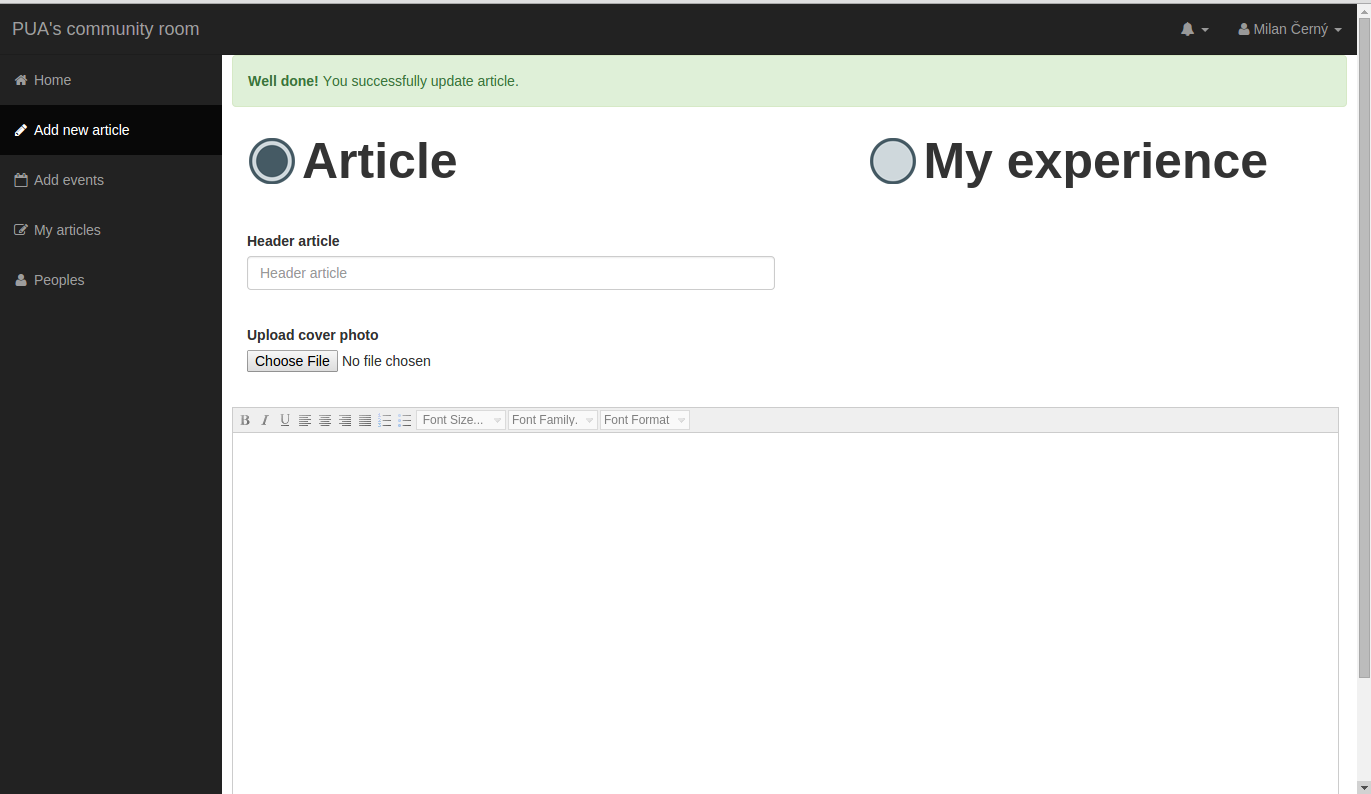 PUA's community room
Milan Černý
Home
Add new article
Add events
My articles
Peoples
Well done! You successfully update article.
Article
My experience
Header article
Header article
Upload cover photo
Choose File No file chosen
B I U Font Size... Font Family. Font Format